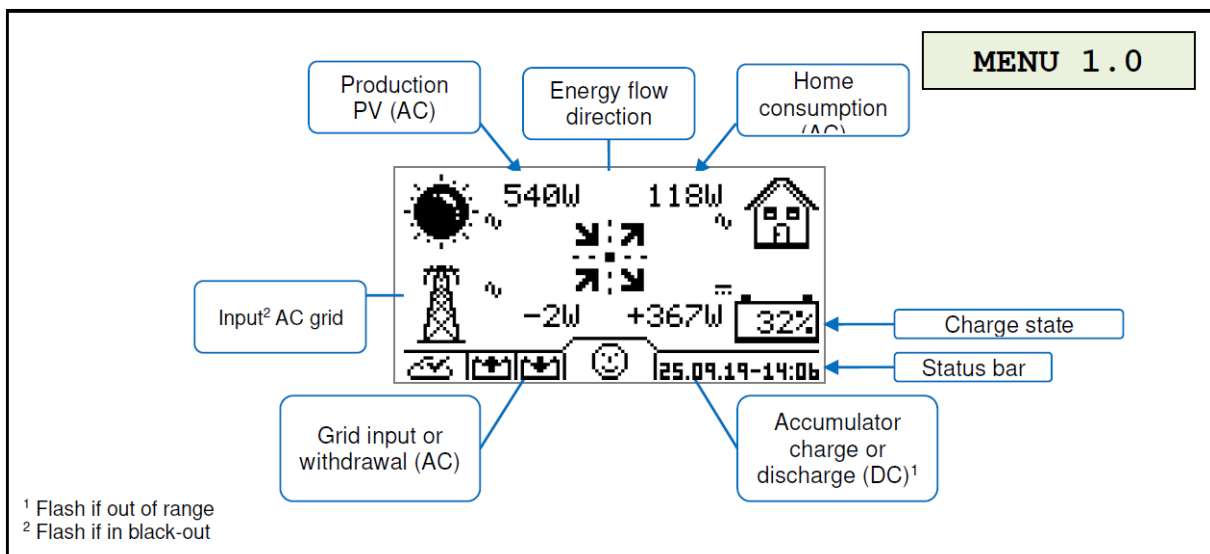 MENU 1.0
Production
PV (AC)
Energy flow
direction
Home
consumption
(AC)
540W
118W
Input² AC grid
-2W
+367W
32%
Charge state
25.09.19-14:06
Status bar
Grid input or
withdrawal (AC)
Accumulator
charge or
discharge (DC)¹
¹ Flash if out of range
² Flash if in black-out